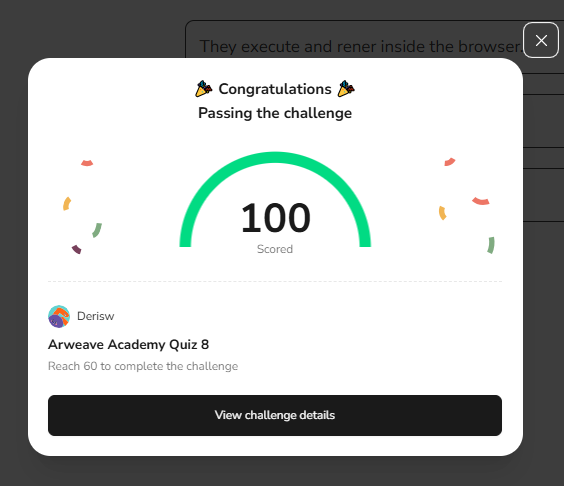 They execute and rener inside the browser.
🎉 Congratulations 🎉
Passing the challenge
100
Scored
Derisw
Arweave Academy Quiz 8
Reach 60 to complete the challenge
View challenge details